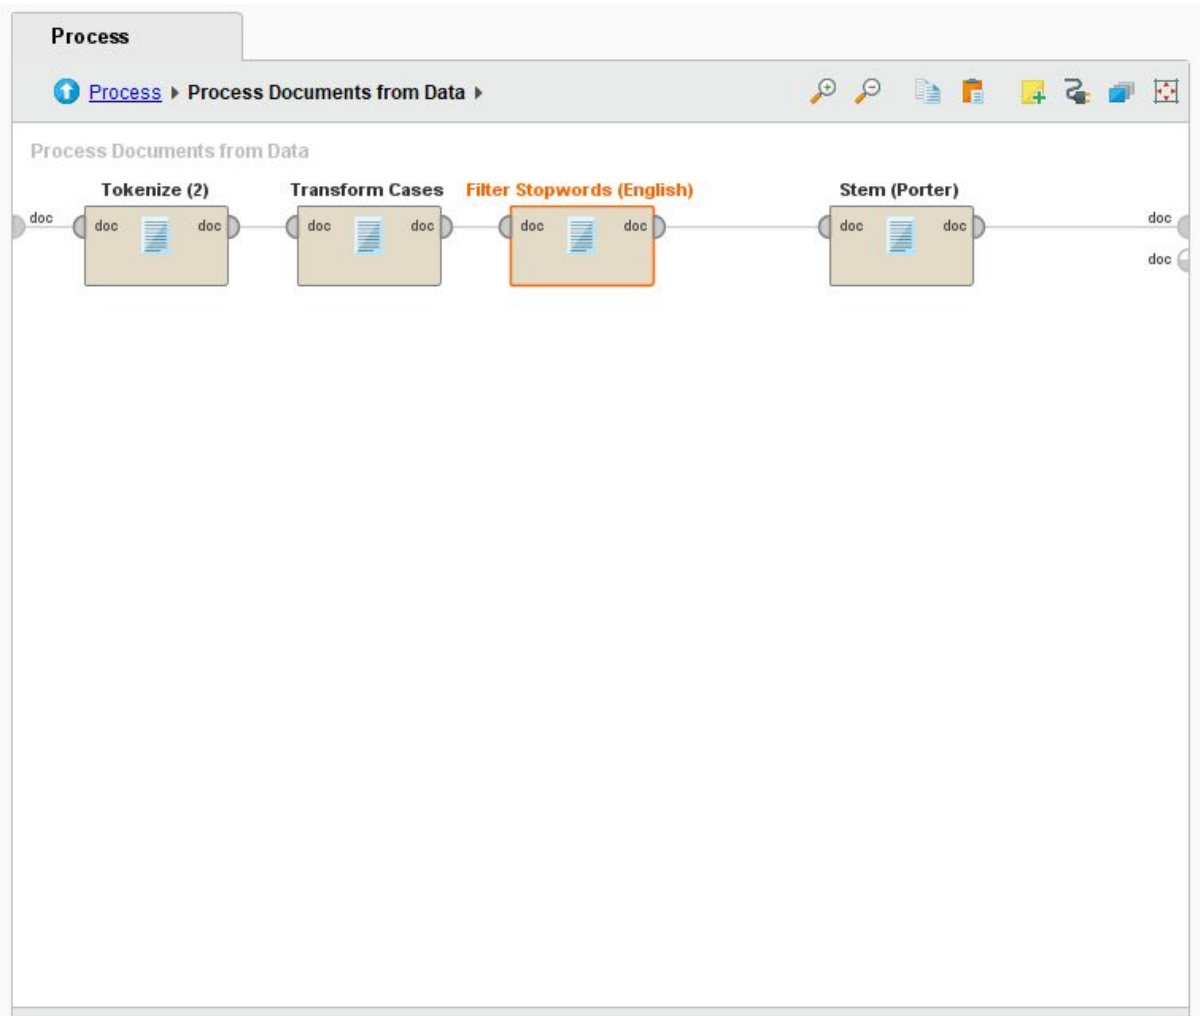 Process
Process Process Documents from Data
Process Documents from Data
Tokenize (2) Transform Cases Filter Stopwords (English) Stem (Porter)
doc doc doc doc doc doc doc doc doc doc
doc